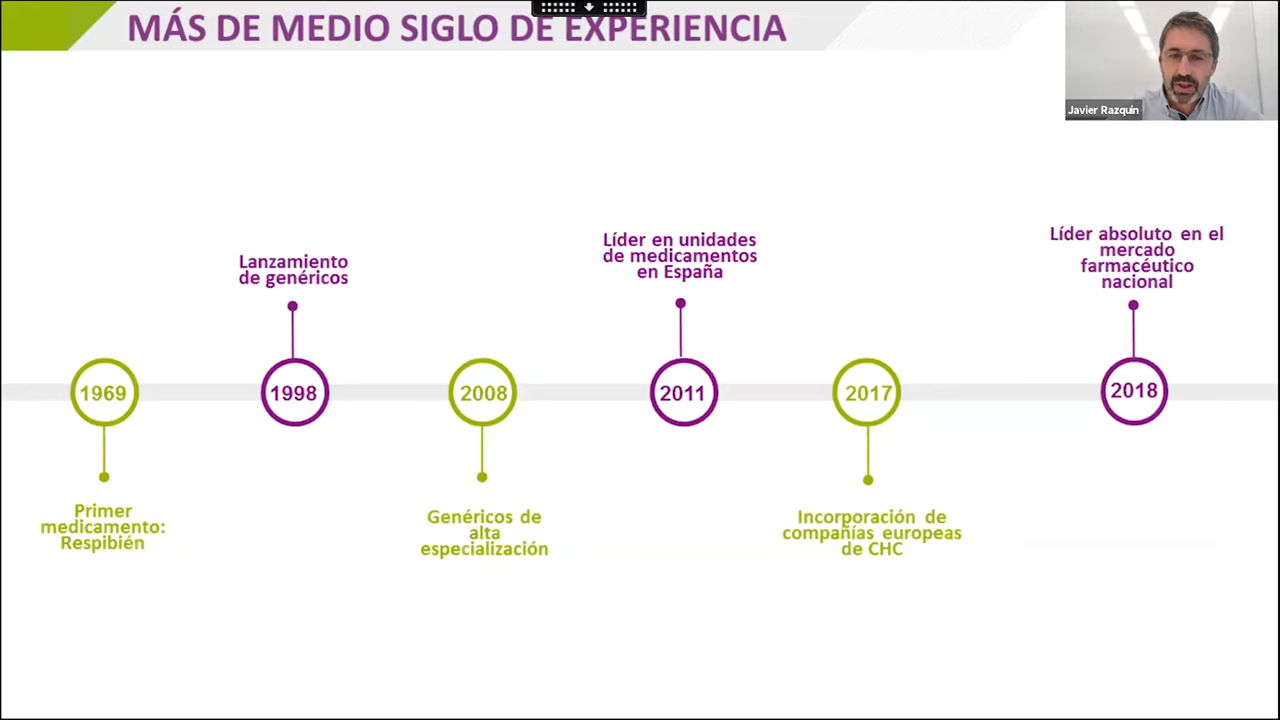 MÁS DE MEDIO SIGLO DE EXPERIENCIA
Javier Razquin
Lanzamiento
de genéricos
Líder en unidades
de medicamentos
en España
Líder absoluto en el
mercado
farmacéutico
nacional
1969
1998
2008
2011
2017
2018
Primer
medicamento:
Respibién
Genéricos de
alta
especialización
Incorporación de
compañías europeas
de CHC